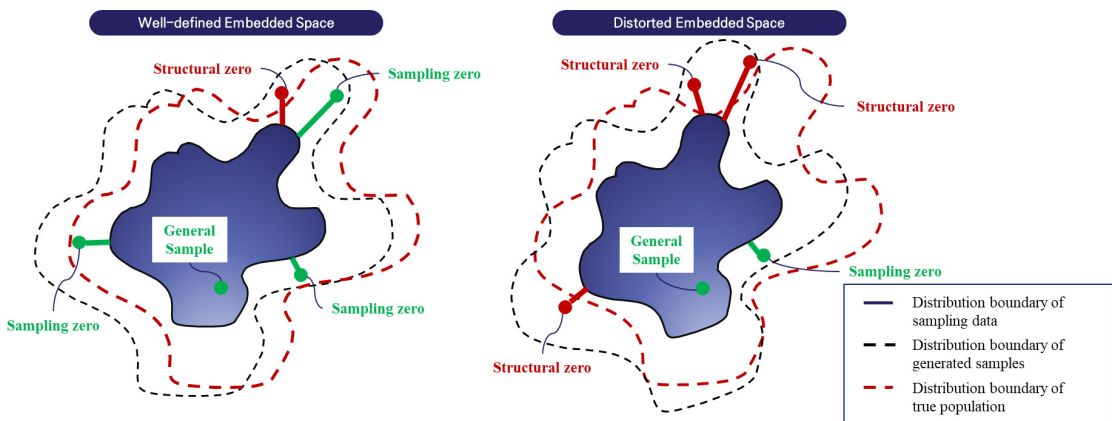 Well-defined Embedded Space
Structural zero
Sampling zero
General
Sample
Sampling zero
Sampling zero
Distorted Embedded Space
Structural zero
Structural zero
General
Sample
Sampling zero
Structural zero
Distribution boundary of
sampling data
Distribution boundary of
generated samples
Distribution boundary of
true population